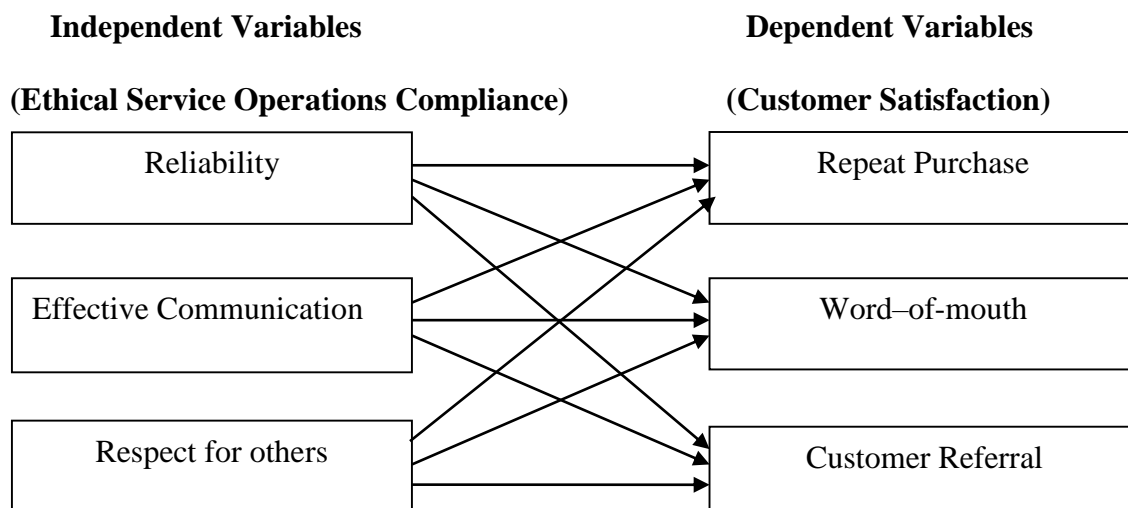 Independent Variables
Dependent Variables
(Ethical Service Operations Compliance)
(Customer Satisfaction)
Reliability
Repeat Purchase
Effective Communication
Word–of-mouth
Respect for others
Customer Referral